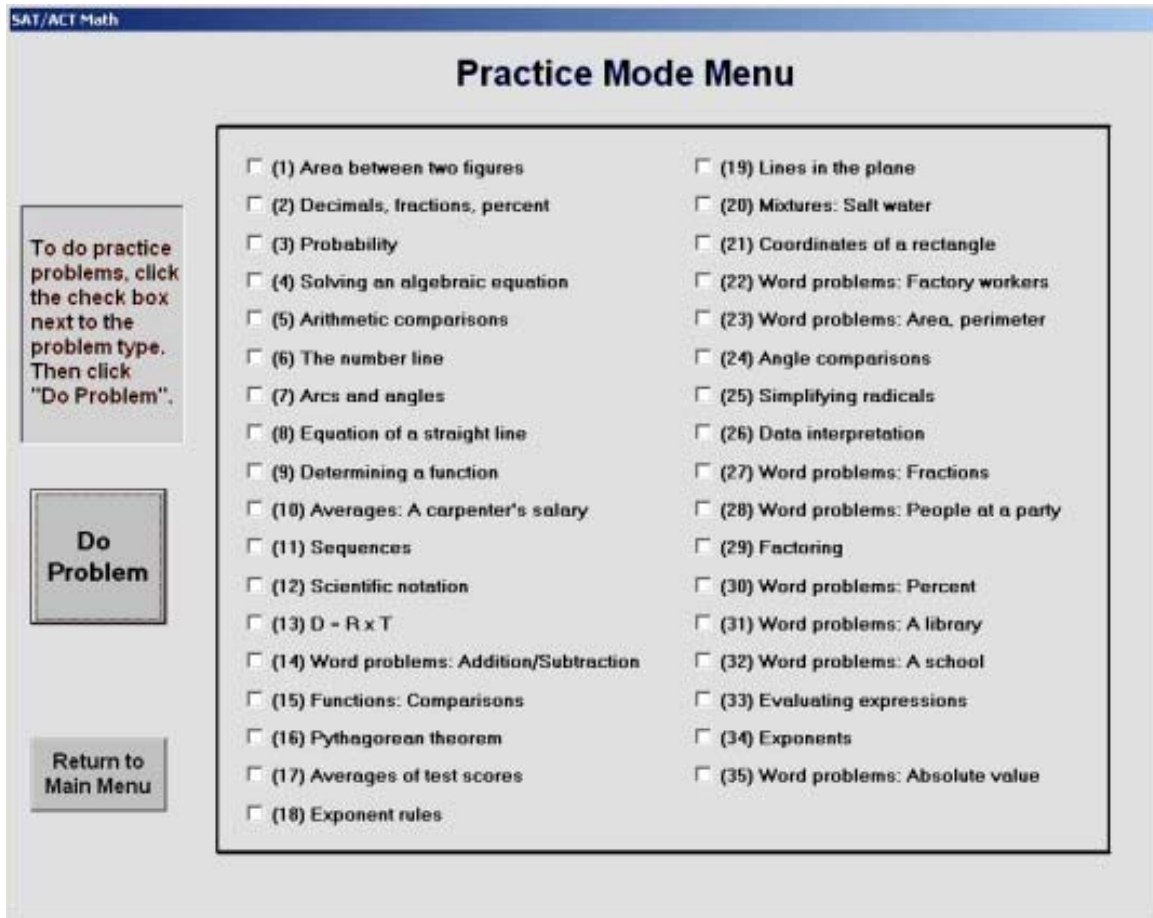 SAT/ACT Math
Practice Mode Menu
To do practice
problems, click
the check box
next to the
problem type.
Then click
"Do Problem".
Do
Problem
Return to
Main Menu
(1) Area between two figures
(2) Decimals, fractions, percent
(3) Probability
(4) Solving an algebraic equation
(5) Arithmetic comparisons
(6) The number line
(7) Arcs and angles
(8) Equation of a straight line
(9) Determining a function
(10) Averages: A carpenter's salary
(11) Sequences
(12) Scientific notation
(13) D = R x T
(14) Word problems: Addition/Subtraction
(15) Functions: Comparisons
(16) Pythagorean theorem
(17) Averages of test scores
(18) Exponent rules
(19) Lines in the plane
(20) Mixtures: Salt water
(21) Coordinates of a rectangle
(22) Word problems: Factory workers
(23) Word problems: Area, perimeter
(24) Angle comparisons
(25) Simplifying radicals
(26) Data interpretation
(27) Word problems: Fractions
(28) Word problems: People at a party
(29) Factoring
(30) Word problems: Percent
(31) Word problems: A library
(32) Word problems: A school
(33) Evaluating expressions
(34) Exponents
(35) Word problems: Absolute value